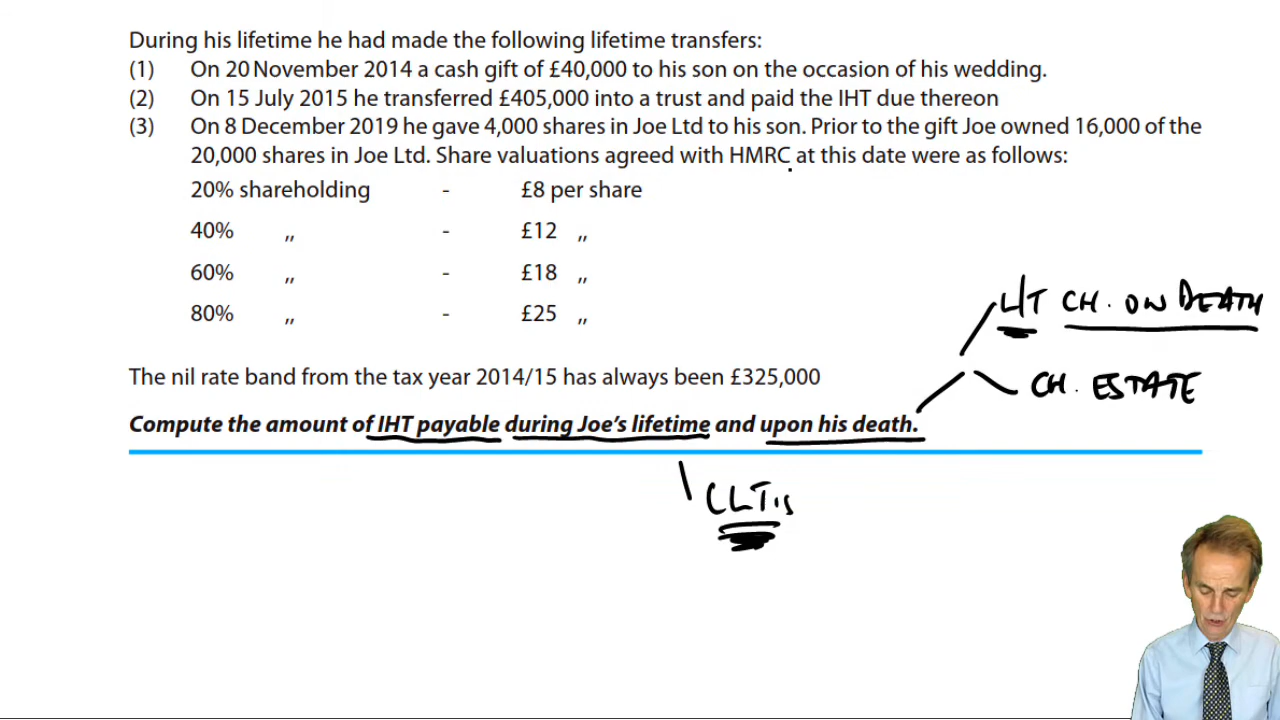 During his lifetime he had made the following lifetime transfers:
(1) On 20 November 2014 a cash gift of £40,000 to his son on the occasion of his wedding.
(2) On 15 July 2015 he transferred £405,000 into a trust and paid the IHT due thereon
(3) On 8 December 2019 he gave 4,000 shares in Joe Ltd to his son. Prior to the gift Joe owned 16,000 of the
20,000 shares in Joe Ltd. Share valuations agreed with HMRC at this date were as follows:
20% shareholding - £8 per share
40% „ - £12 „
60% „ - £18 „
80% „ - £25 „
L/T CH. ON DEATH
The nil rate band from the tax year 2014/15 has always been £325,000
CH. ESTATE
Compute the amount of IHT payable during Joe's lifetime and upon his death.
CLT's